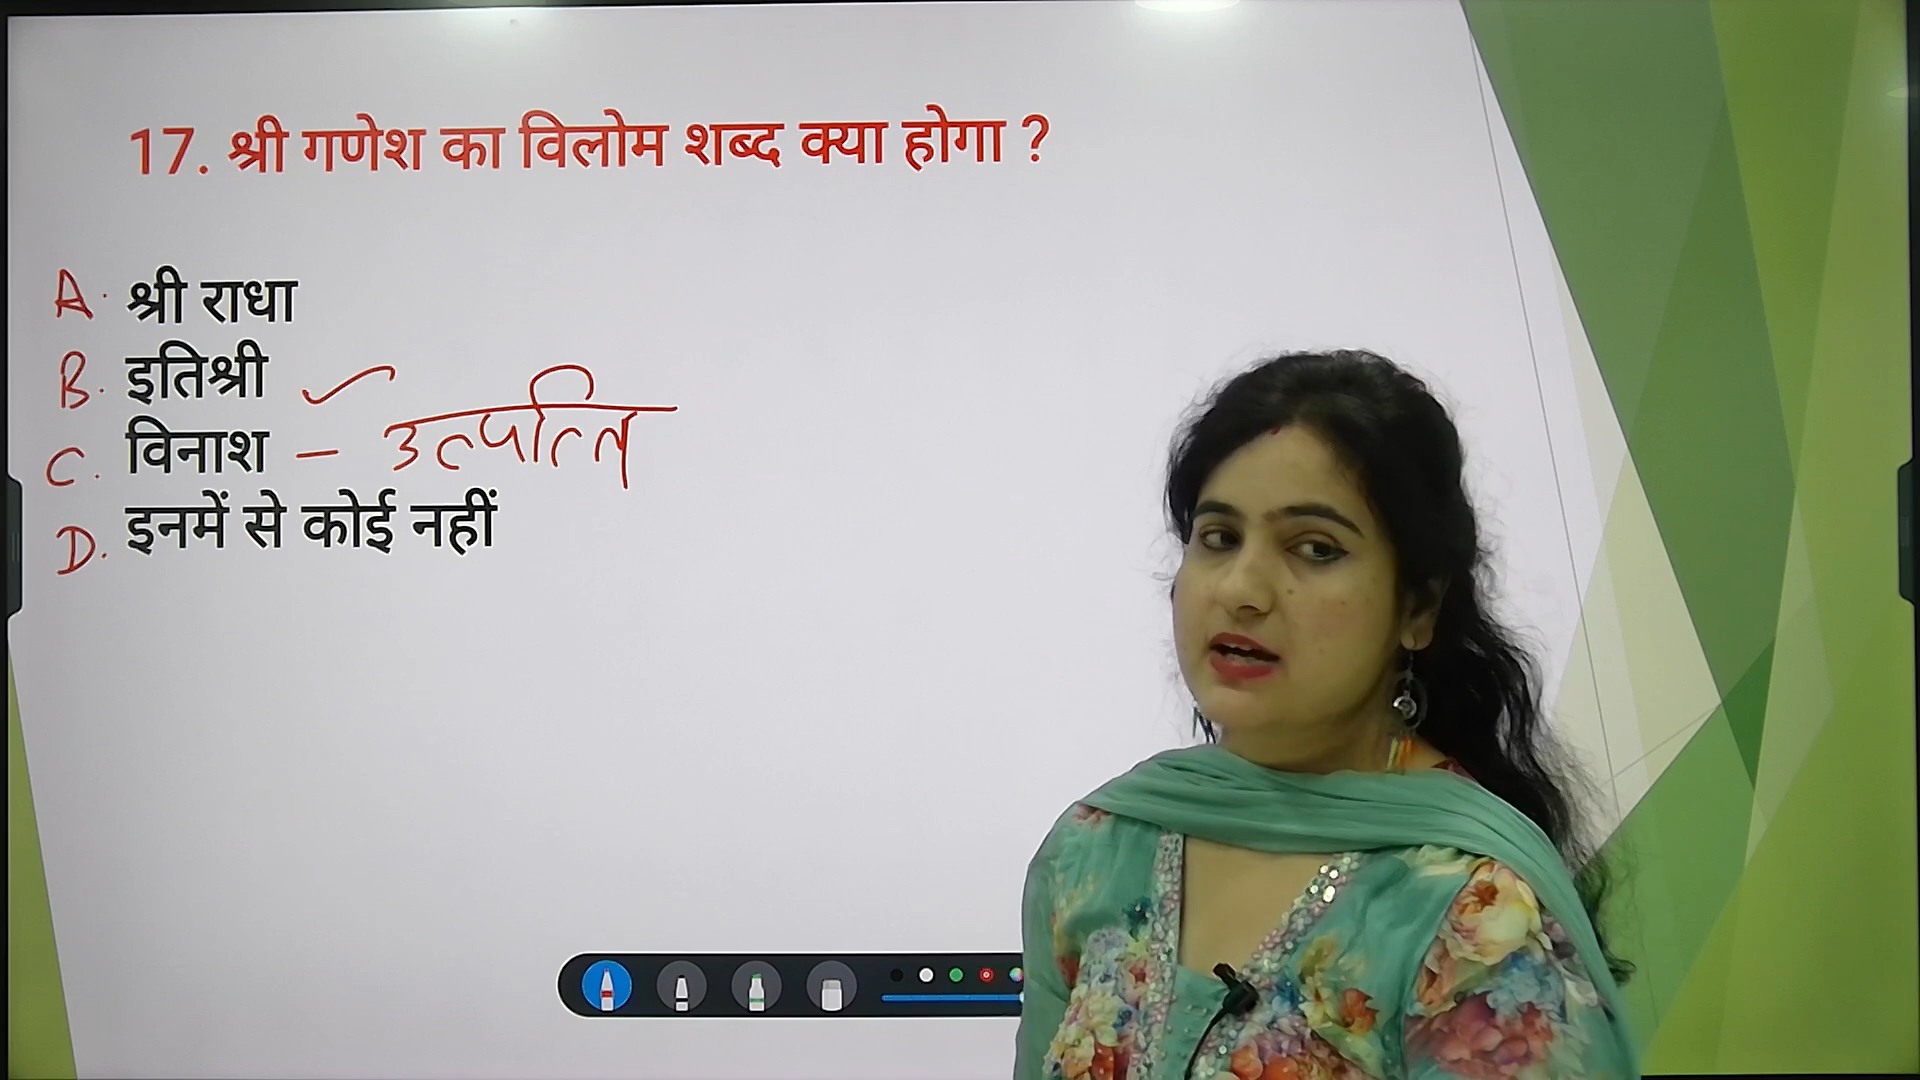 17. श्री गणेश का विलोम शब्द क्या होगा ?
A. श्री राधा
B. इतिश्री
C. विनाश – उत्पत्ति
D. इनमें से कोई नहीं